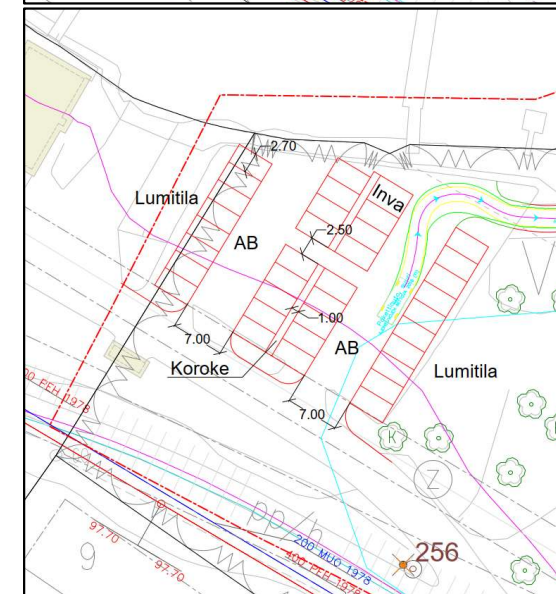 2.70
Lumitila
Inva
2.50
AB
1.00
7.00
AB
Koroke
Lumitila
7.00
00 PEH 1978
K
Z
pp/h
256
97.70
200 MUO 1978
400 PEH 1978
9
97.70